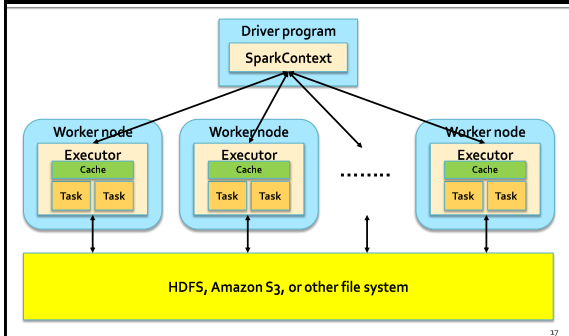 Driver program
SparkContext
Worker node
Worker node
Worker node
Executor
Executor
Executor
Cache
Cache
Cache
Task
Task
Task
Task
Task
Task
HDFS, Amazon S3, or other file system
17